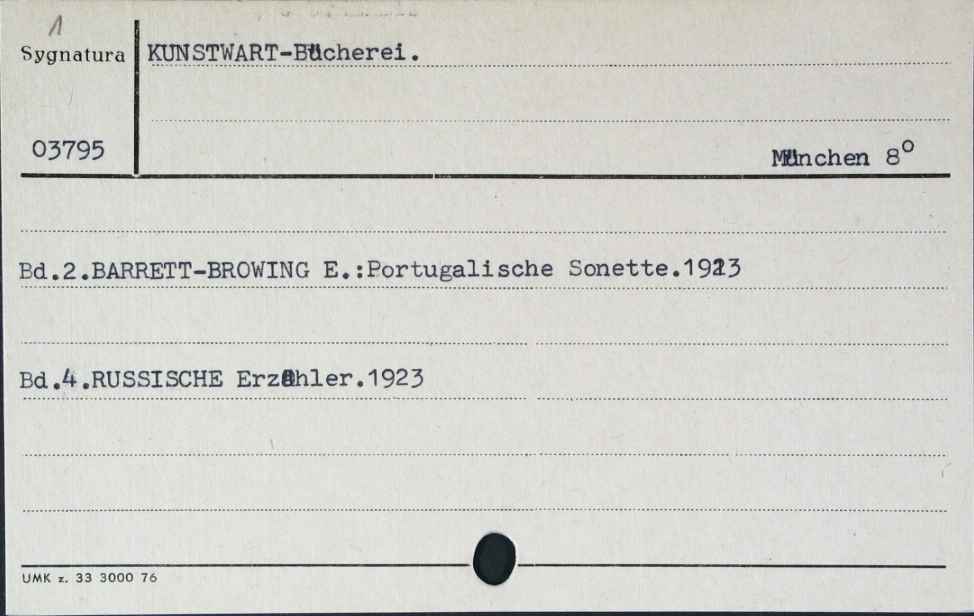 1
Sygnatura
KUNSTWART-Bücherei.
03795
München 8°
Bd.2.BARRETT-BROWING E.:Portugalische Sonette.1923
Bd.4.RUSSISCHE Erzähler.1923
UMK z. 33 3000 76